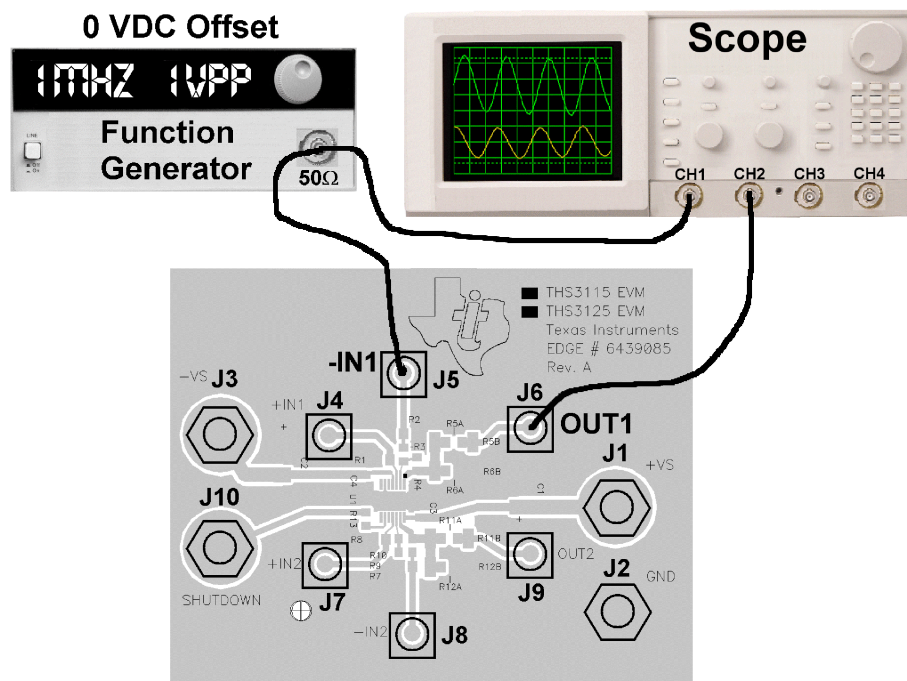 0 VDC Offset
1MHZ 1VPP
LINE
Function
Generator
50Ω
Scope
CH1 CH2 CH3 CH4
THS3115 EVM
THS3125 EVM
Texas Instruments
EDGE # 6439085
Rev. A
-IN1
J5
-VS J3
+IN1 J4
+
R2
R5A
J6
OUT1
R3
R5B
J1
+VS
R1
C2
R6B
C4
R4
R6A
J10
U1
C3
C1
R13
R11A
+
R8
R11B
OUT2
R10
R9
R7
R12B
+IN2
J7
R12A
J9
J2
GND
SHUTDOWN
-IN2
J8